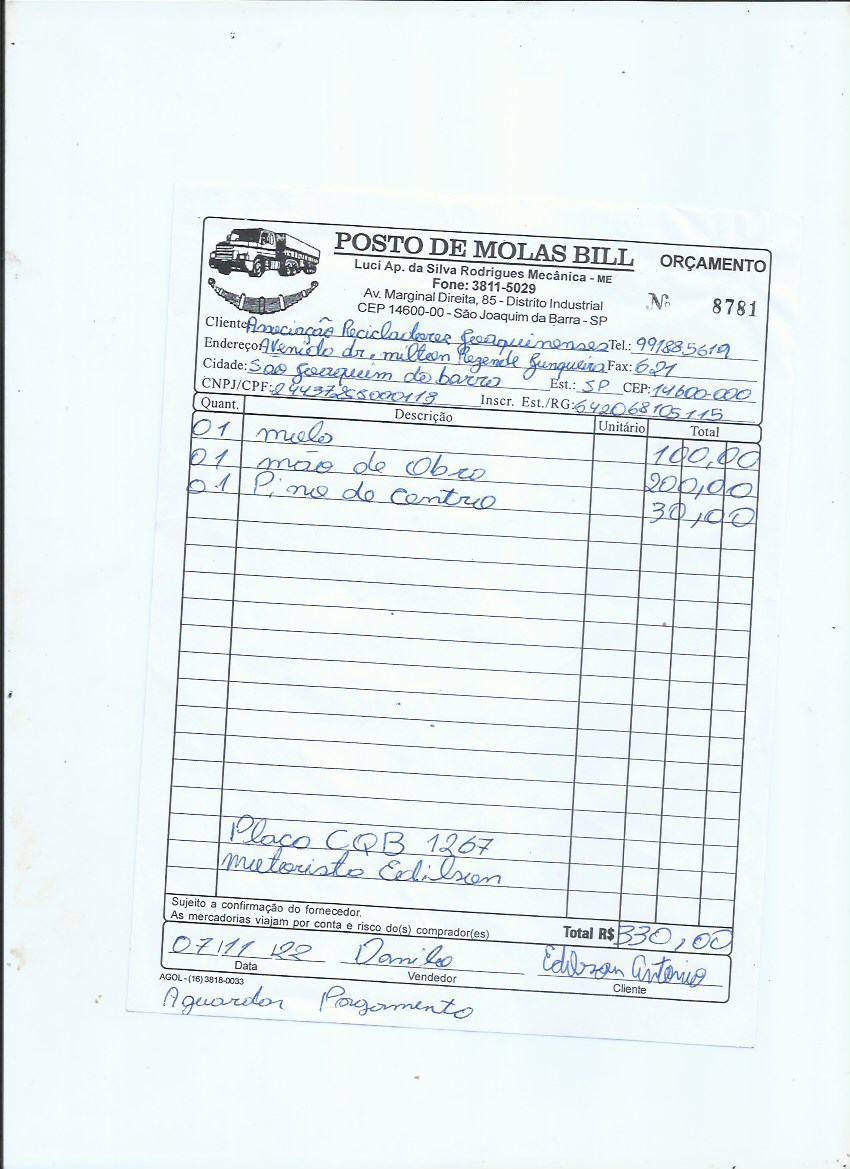 POSTO DE MOLAS BILL
ORÇAMENTO
Luci Ap. da Silva Rodrigues Mecânica - ME
Fone: 3811-5029
Av. Marginal Direita, 85 - Distrito Industrial
CEP 14600-00 - São Joaquim da Barra - SP
Nº 8781
Cliente Associação Recicladores Joaquinenses Tel.: 991885619
Endereço: Avenida dr. milton Rezende Junqueira Fax: 621
Cidade: Sao Joaquim da barra Est.: SP CEP: 14600-000
CNPJ/CPF: 24437255000113 Inscr. Est./RG: 642068105115
Quant. Descrição Unitário Total
01 mola 100,00
01 mão de Obra 200,00
01 Pino de centro 30,00
Placa CQB 1267
motorista Edilson
Sujeito a confirmação do fornecedor.
As mercadorias viajam por conta e risco do(s) comprador(es)
Total R$ 330,00
07/11/22 Danilo Edilson Antonio
Data Vendedor Cliente
AGOL - (16) 3818-0033
Aguardar Pagamento